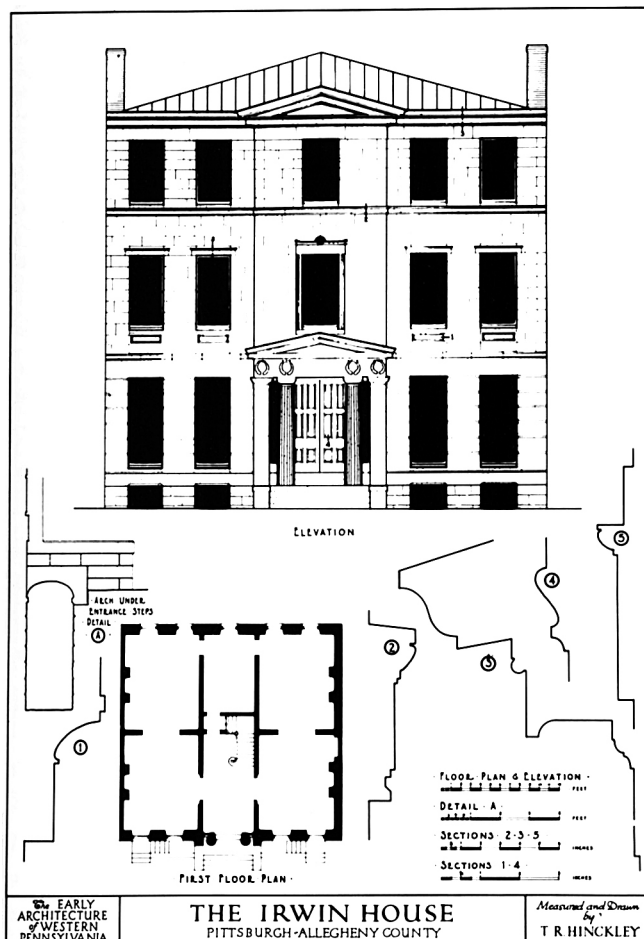 ELEVATION
ARCH UNDER
ENTRANCE STEPS
DETAIL
A
1
2
3
4
5
FIRST FLOOR PLAN ·
· FLOOR PLAN & ELEVATION ·
FEET
DETAIL · A ·
FEET
SECTIONS 2·3·5
INCHES
SECTIONS 1·4
INCHES
The EARLY
ARCHITECTURE
of WESTERN
PENNSYLVANIA
THE IRWIN HOUSE
PITTSBURGH-ALLEGHENY COUNTY
Measured and Drawn
by
T R HINCKLEY